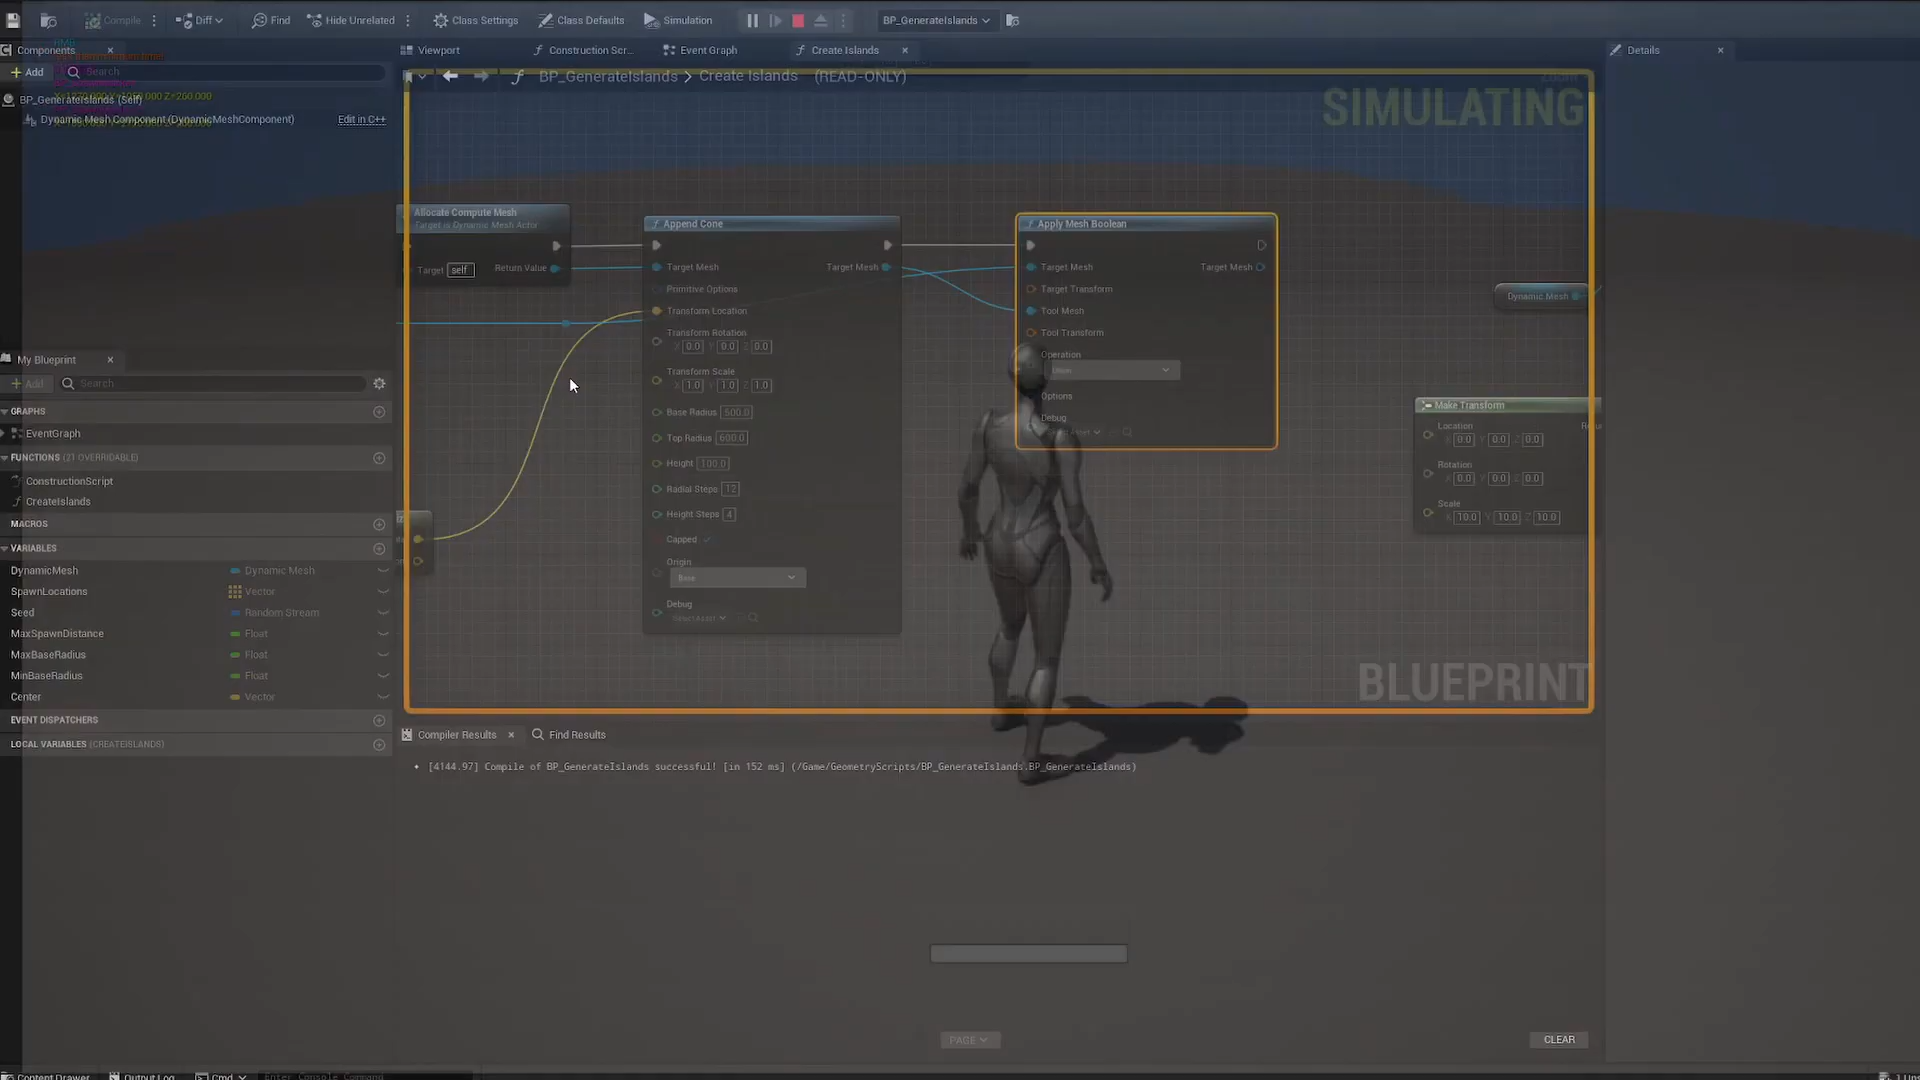 Compile
Diff
Find
Hide Unrelated
Class Settings
Class Defaults
Simulation
BP_GenerateIslands
Components
Viewport
Construction Scr...
Event Graph
Create Islands
Details
Add
Search
BP_GenerateIslands > Create Islands (READ-ONLY)
SIMULATING
BP_GenerateIslands (Self)
Dynamic Mesh Component (DynamicMeshComponent)
Edit in C++
Allocate Compute Mesh
Target is Dynamic Mesh Actor
Target self
Return Value
Append Cone
Target Mesh
Target Mesh
Primitive Options
Transform Location
Transform Rotation
X 0.0 Y 0.0 Z 0.0
Transform Scale
X 1.0 Y 1.0 Z 1.0
Base Radius 500.0
Top Radius 600.0
Height 100.0
Radial Steps 12
Height Steps 4
Capped
Origin
Base
Debug
Select Asset
Apply Mesh Boolean
Target Mesh
Target Mesh
Target Transform
Tool Mesh
Tool Transform
Operation
Options
Debug
Dynamic Mesh
Make Transform
Location
X 0.0 Y 0.0 Z 0.0
Rotation
X 0.0 Y 0.0 Z 0.0
Scale
X 10.0 Y 10.0 Z 10.0
BLUEPRINT
My Blueprint
Add
Search
GRAPHS
EventGraph
FUNCTIONS (21 OVERRIDABLE)
ConstructionScript
CreateIslands
MACROS
VARIABLES
DynamicMesh Dynamic Mesh
SpawnLocations Vector
Seed Random Stream
MaxSpawnDistance Float
MaxBaseRadius Float
MinBaseRadius Float
Center Vector
EVENT DISPATCHERS
LOCAL VARIABLES (CREATEISLANDS)
Compiler Results
Find Results
[4144.97] Compile of BP_GenerateIslands successful! [in 152 ms] (/Game/GeometryScripts/BP_GenerateIslands.BP_GenerateIslands)
PAGE
CLEAR
Content Drawer
Output Log
Cmd
Enter Console Command